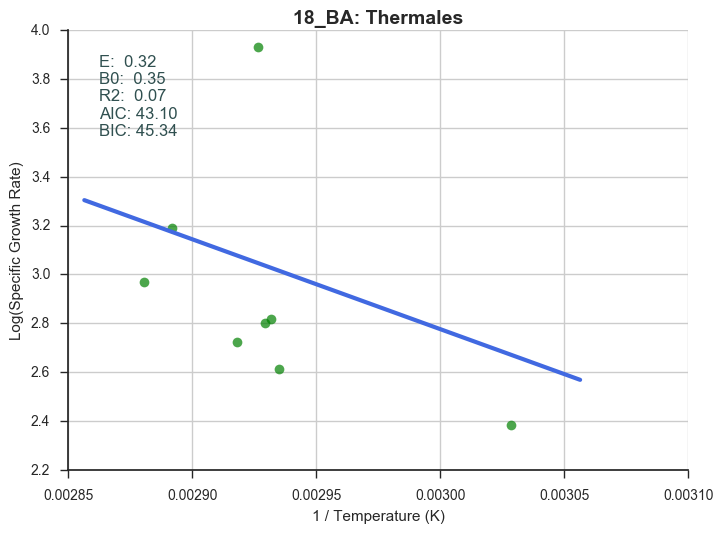 18_BA: Thermales
E:  0.32
B0:  0.35
R2:  0.07
AIC: 43.10
BIC: 45.34
Log(Specific Growth Rate)
4.0
3.8
3.6
3.4
3.2
3.0
2.8
2.6
2.4
2.2
0.00285 0.00290 0.00295 0.00300 0.00305 0.00310
1 / Temperature (K)